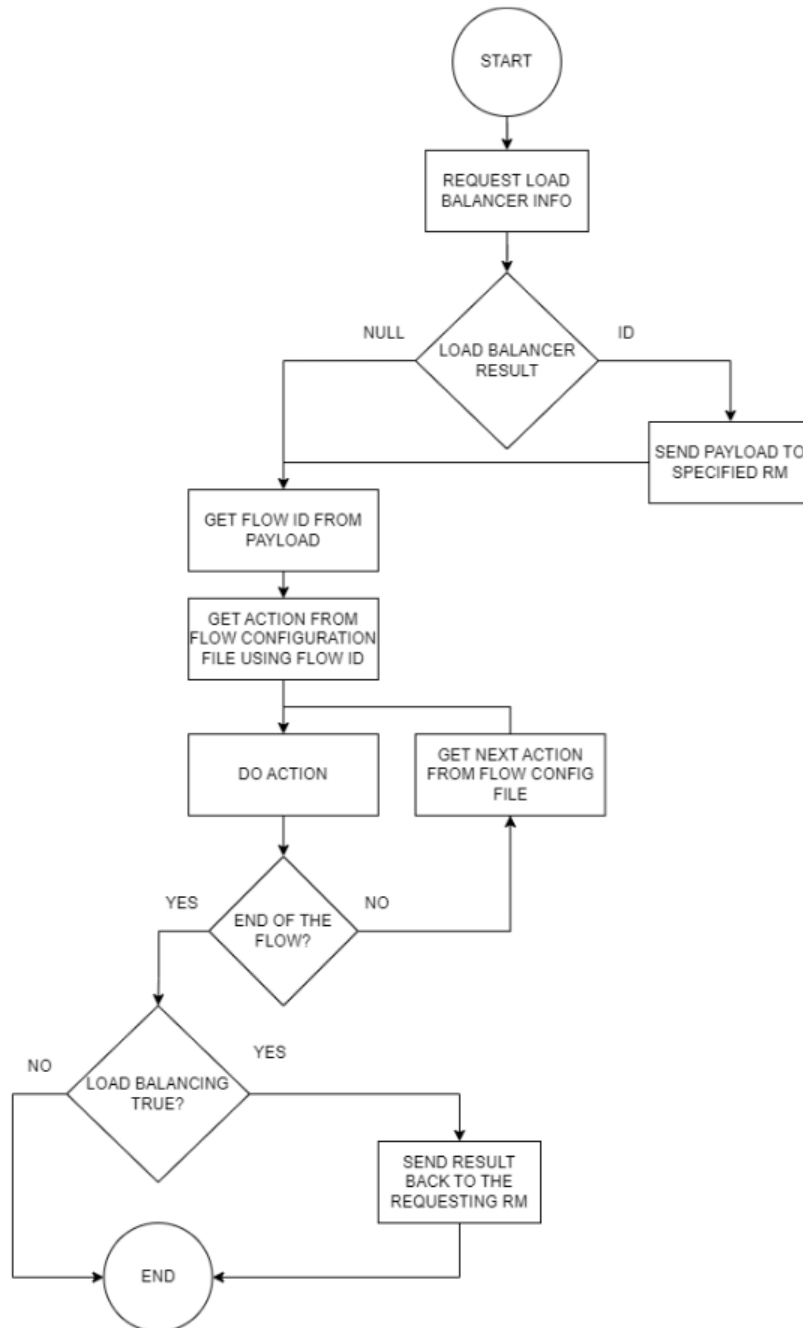 START
REQUEST LOAD
BALANCER INFO
NULL
ID
LOAD BALANCER
RESULT
SEND PAYLOAD TO
SPECIFIED RM
GET FLOW ID FROM
PAYLOAD
GET ACTION FROM
FLOW CONFIGURATION
FILE USING FLOW ID
DO ACTION
GET NEXT ACTION
FROM FLOW CONFIG
FILE
YES
NO
END OF THE
FLOW?
NO
YES
LOAD BALANCING
TRUE?
SEND RESULT
BACK TO THE
REQUESTING RM
END